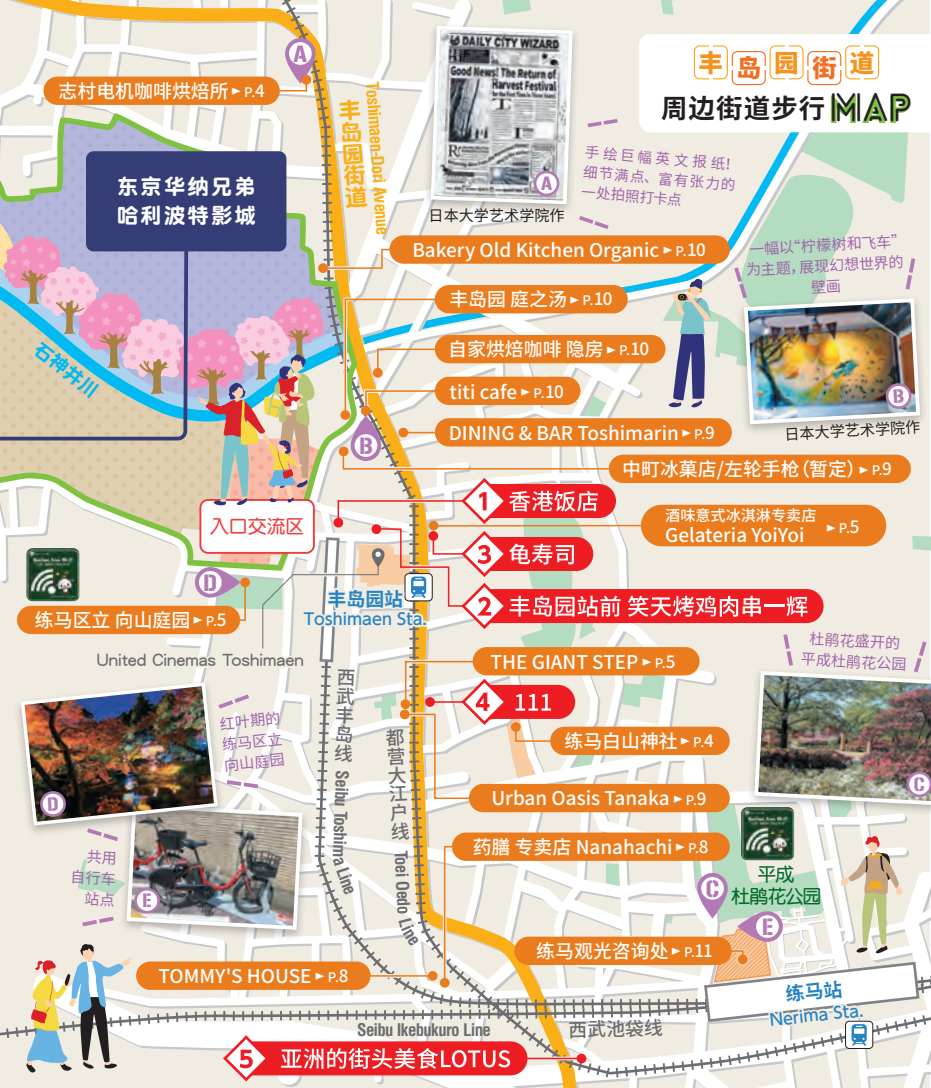 丰岛园街道
周边街道步行MAP
A
志村电机咖啡烘焙所►P.4
丰岛园街道
Toshimaen-Dori Avenue
DAILY CITY WIZARD
Good News! The Return of
Harvest Festival
for the First Time in Three Years!
A
日本大学艺术学院作
手绘巨幅英文报纸!
细节满点、富有张力的
一处拍照打卡点
东京华纳兄弟
哈利波特影城
石神井川
Bakery Old Kitchen Organic►P.10
丰岛园 庭之汤►P.10
自家烘焙咖啡 隐房►P.10
titi cafe►P.10
B
DINING & BAR Toshimarin►P.9
中町冰菓店/左轮手枪(暂定)►P.9
一幅以“柠檬树和飞车”
为主题,展现幻想世界的
壁画
B
日本大学艺术学院作
入口交流区
1 香港饭店
酒味意式冰淇淋专卖店
Gelateria YoiYoi ►P.5
3 龟寿司
2 丰岛园站前 笑天烤鸡肉串一辉
D
练马区立 向山庭园►P.5
丰岛园站
Toshimaen Sta.
United Cinemas Toshimaen
THE GIANT STEP►P.5
4 111
练马白山神社►P.4
杜鹃花盛开的
平成杜鹃花公园
C
红叶期的
练马区立
向山庭园
D
西武丰岛线 Seibu Toshima Line
都营大江户线 Toei Oedo Line
Urban Oasis Tanaka►P.9
药膳 专卖店 Nanahachi►P.8
共用
自行车
站点
E
平成
杜鹃花公园
C
E
练马观光咨询处►P.11
TOMMY'S HOUSE►P.8
练马站
Nerima Sta.
Seibu Ikebukuro Line
西武池袋线
5 亚洲的街头美食LOTUS